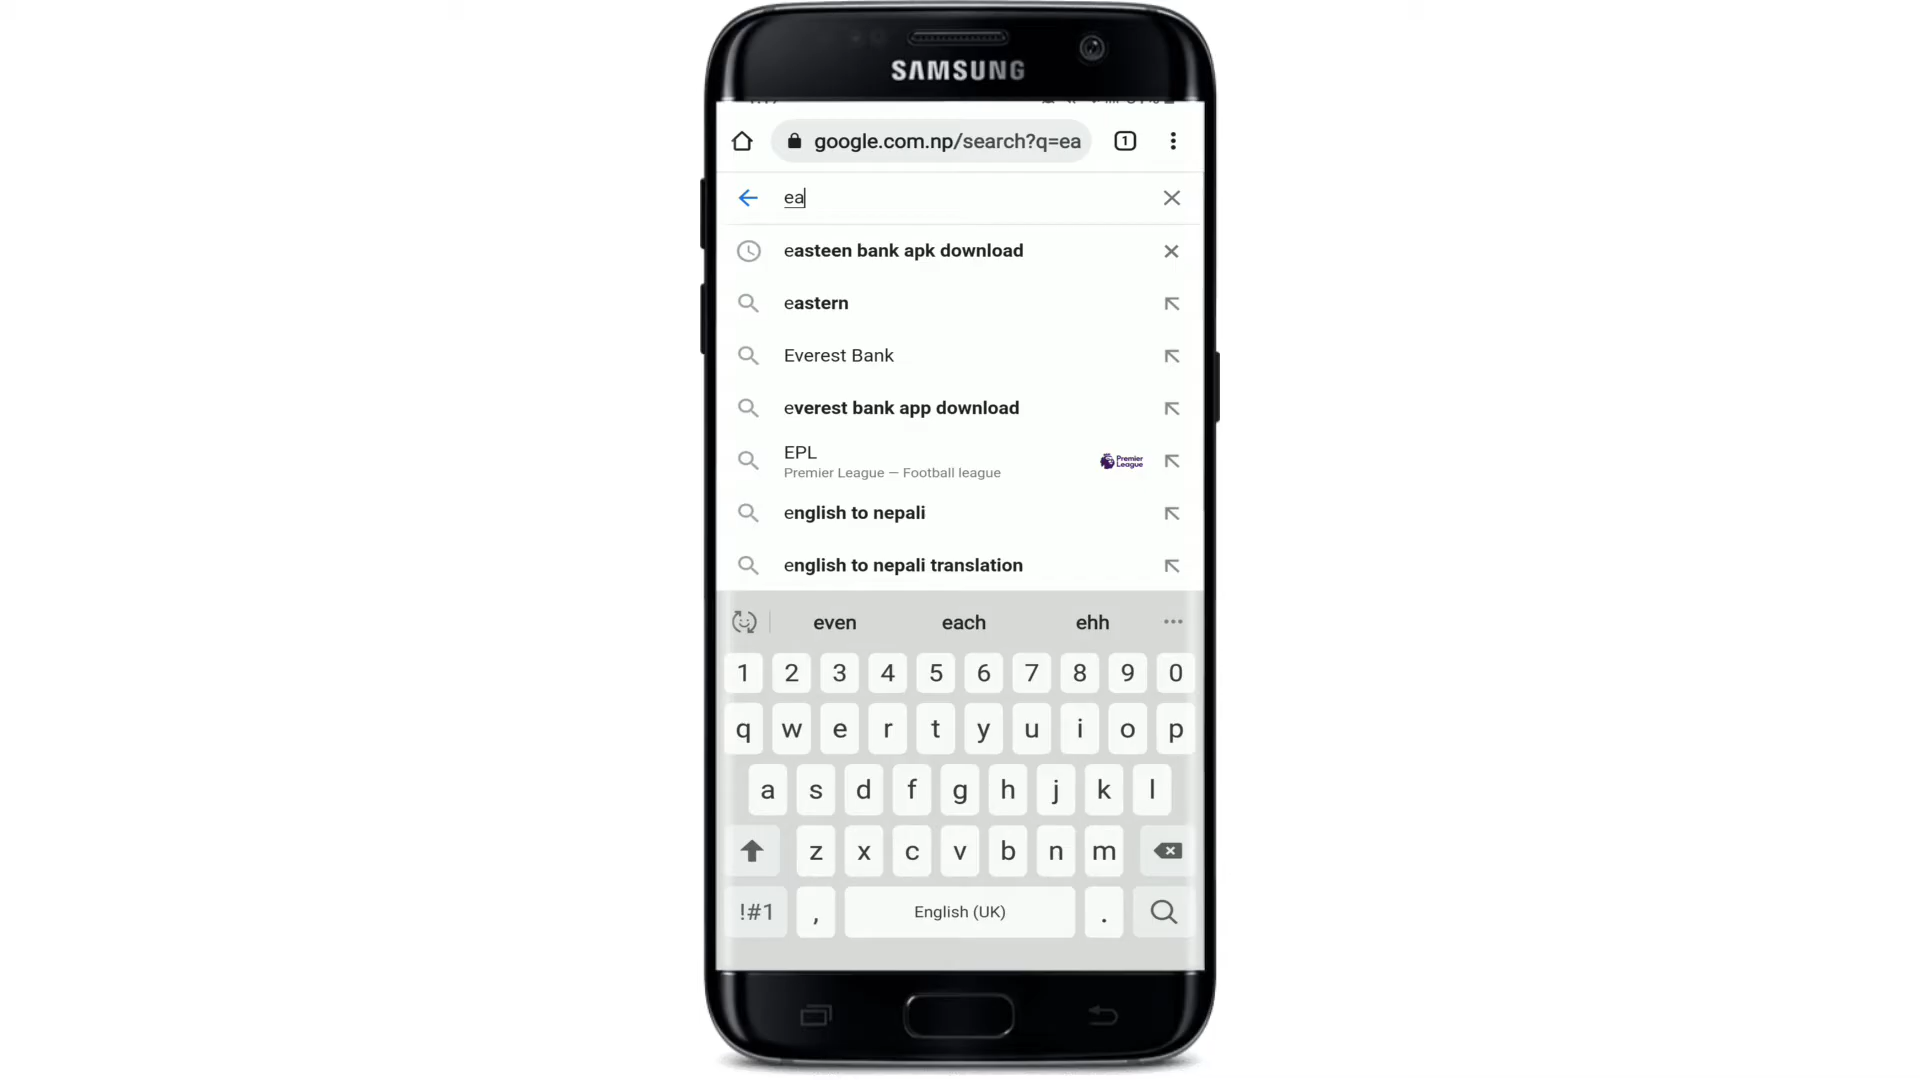 SAMSUNG
google.com.np/search?q=ea
1
ea
easteen bank apk download
eastern
Everest Bank
everest bank app download
EPL
Premier League — Football league
Premier League
english to nepali
english to nepali translation
even each ehh
1 2 3 4 5 6 7 8 9 0
q w e r t y u i o p
a s d f g h j k l
z x c v b n m
!#1 , English (UK) .